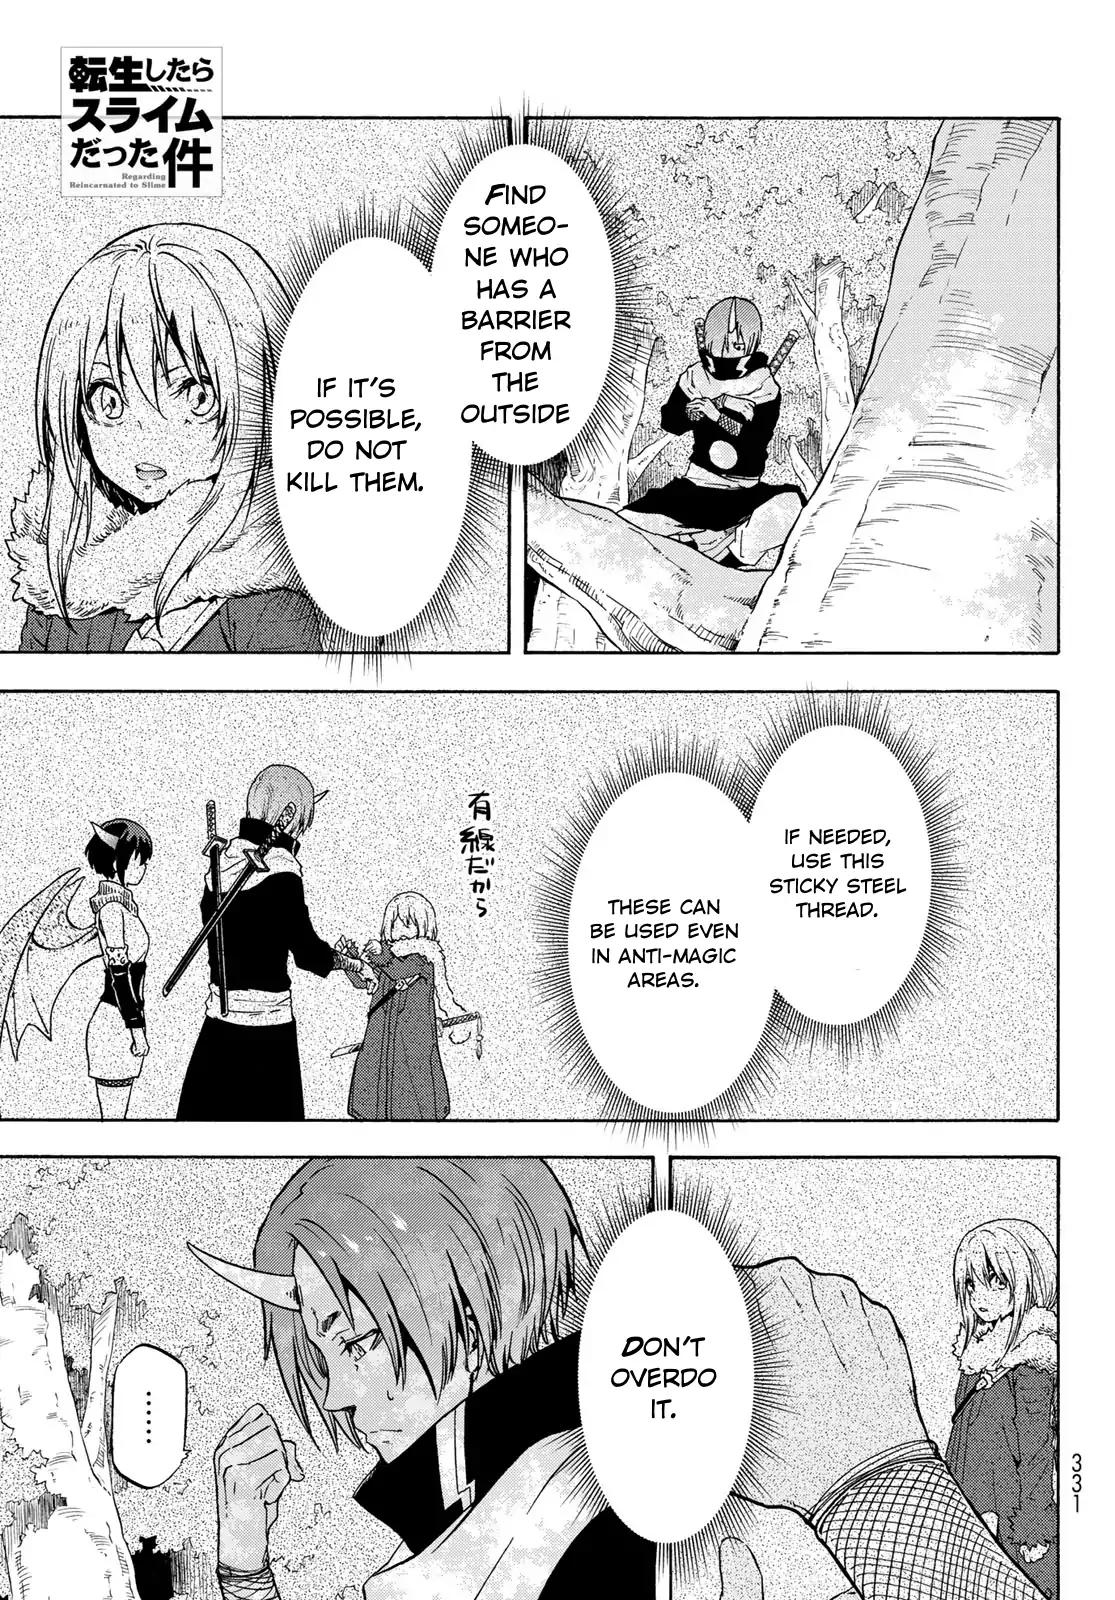 転生したら
スライム
だった件
Regarding
Reincarnated to Slime
FIND
SOMEO-
NE WHO
HAS A
BARRIER
FROM
THE
OUTSIDE
IF IT'S
POSSIBLE,
DO NOT
KILL THEM.
IF NEEDED,
USE THIS
STICKY STEEL
THREAD.
THESE CAN
BE USED EVEN
IN ANTI-MAGIC
AREAS.
有線だから
DON'T
OVERDO
IT.
……
331